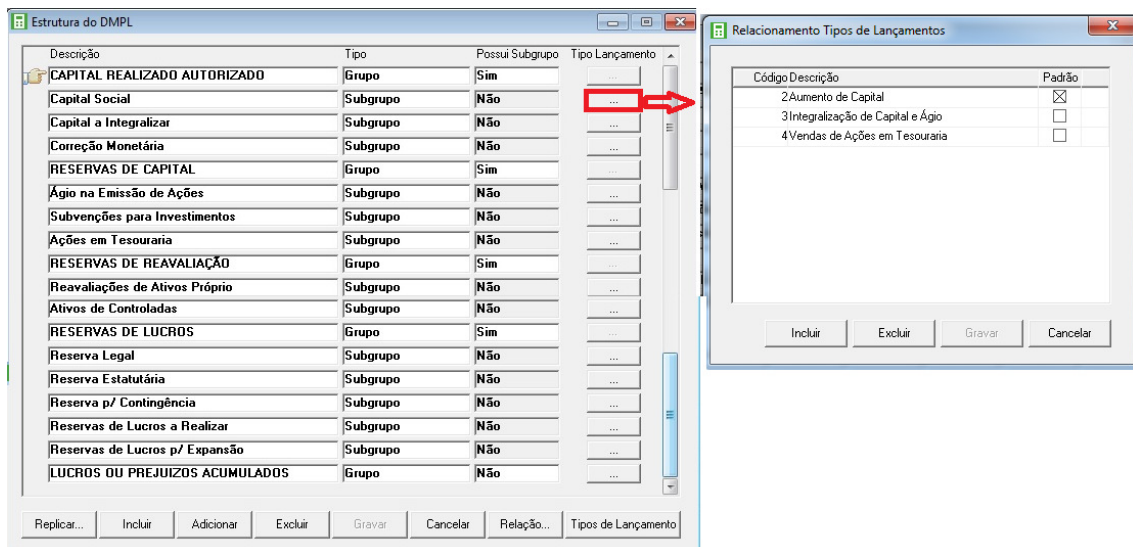 Estrutura do DMPL
Descrição Tipo Possui Subgrupo Tipo Lançamento
CAPITAL REALIZADO AUTORIZADO Grupo Sim ...
Capital Social Subgrupo Não ...
Capital a Integralizar Subgrupo Não ...
Correção Monetária Subgrupo Não ...
RESERVAS DE CAPITAL Grupo Sim ...
Ágio na Emissão de Ações Subgrupo Não ...
Subvenções para Investimentos Subgrupo Não ...
Ações em Tesouraria Subgrupo Não ...
RESERVAS DE REAVALIAÇÃO Grupo Sim ...
Reavaliações de Ativos Próprio Subgrupo Não ...
Ativos de Controladas Subgrupo Não ...
RESERVAS DE LUCROS Grupo Sim ...
Reserva Legal Subgrupo Não ...
Reserva Estatutária Subgrupo Não ...
Reserva p/ Contingência Subgrupo Não ...
Reservas de Lucros a Realizar Subgrupo Não ...
Reservas de Lucros p/ Expansão Subgrupo Não ...
LUCROS OU PREJUIZOS ACUMULADOS Grupo Não ...
Replicar... Incluir Adicionar Excluir Gravar Cancelar Relação... Tipos de Lançamento
Relacionamento Tipos de Lançamentos
Código Descrição Padrão
2 Aumento de Capital
3 Integralização de Capital e Ágio
4 Vendas de Ações em Tesouraria
Incluir Excluir Gravar Cancelar